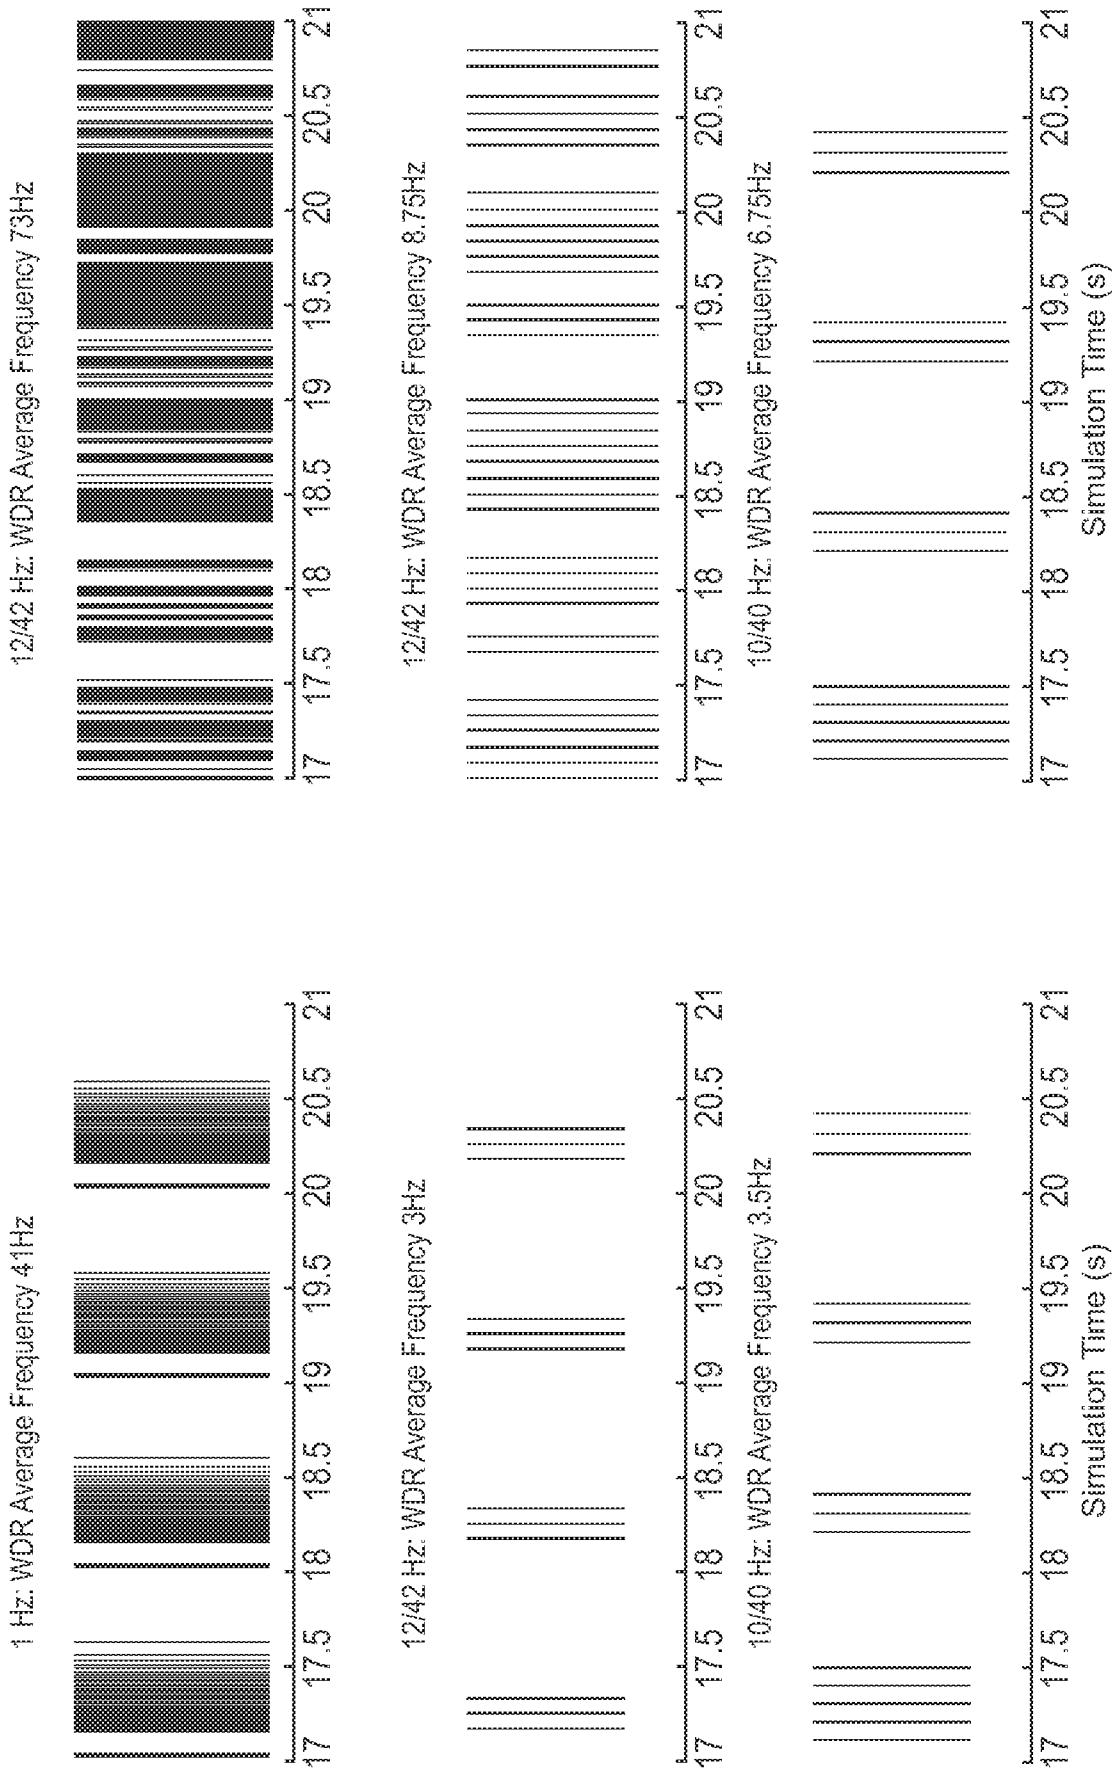 1 Hz: WDR Average Frequency 41Hz
17 17.5 18 18.5 19 19.5 20 20.5 21
12/42 Hz: WDR Average Frequency 73Hz
17 17.5 18 18.5 19 19.5 20 20.5 21
12/42 Hz: WDR Average Frequency 3Hz
17 17.5 18 18.5 19 19.5 20 20.5 21
12/42 Hz: WDR Average Frequency 8.75Hz
17 17.5 18 18.5 19 19.5 20 20.5 21
10/40 Hz: WDR Average Frequency 3.5Hz
17 17.5 18 18.5 19 19.5 20 20.5 21
Simulation Time (s)
10/40 Hz: WDR Average Frequency 6.75Hz
17 17.5 18 18.5 19 19.5 20 20.5 21
Simulation Time (s)